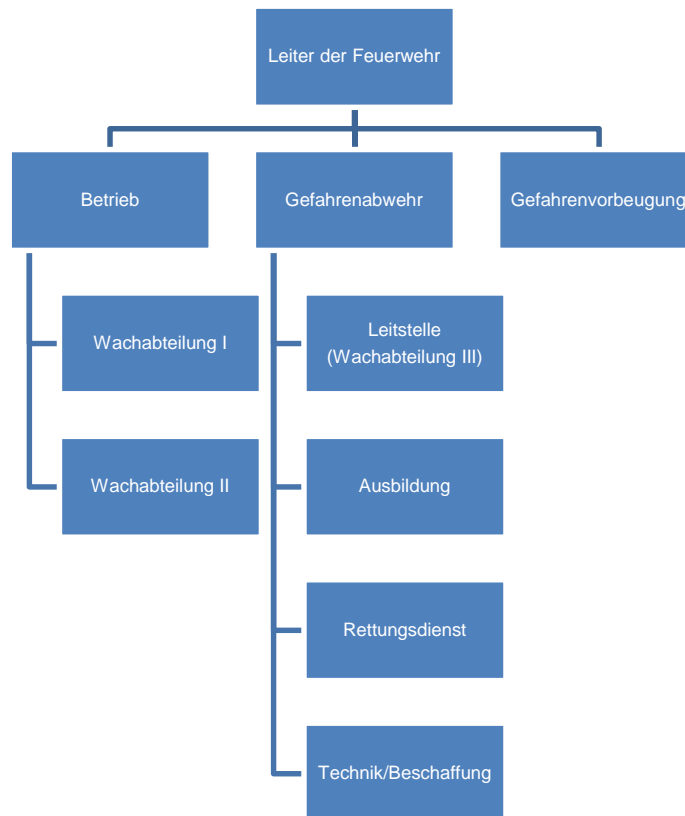 Leiter der Feuerwehr
Betrieb
Gefahrenabwehr
Gefahrenvorbeugung
Wachabteilung I
Wachabteilung II
Leitstelle
(Wachabteilung III)
Ausbildung
Rettungsdienst
Technik/Beschaffung